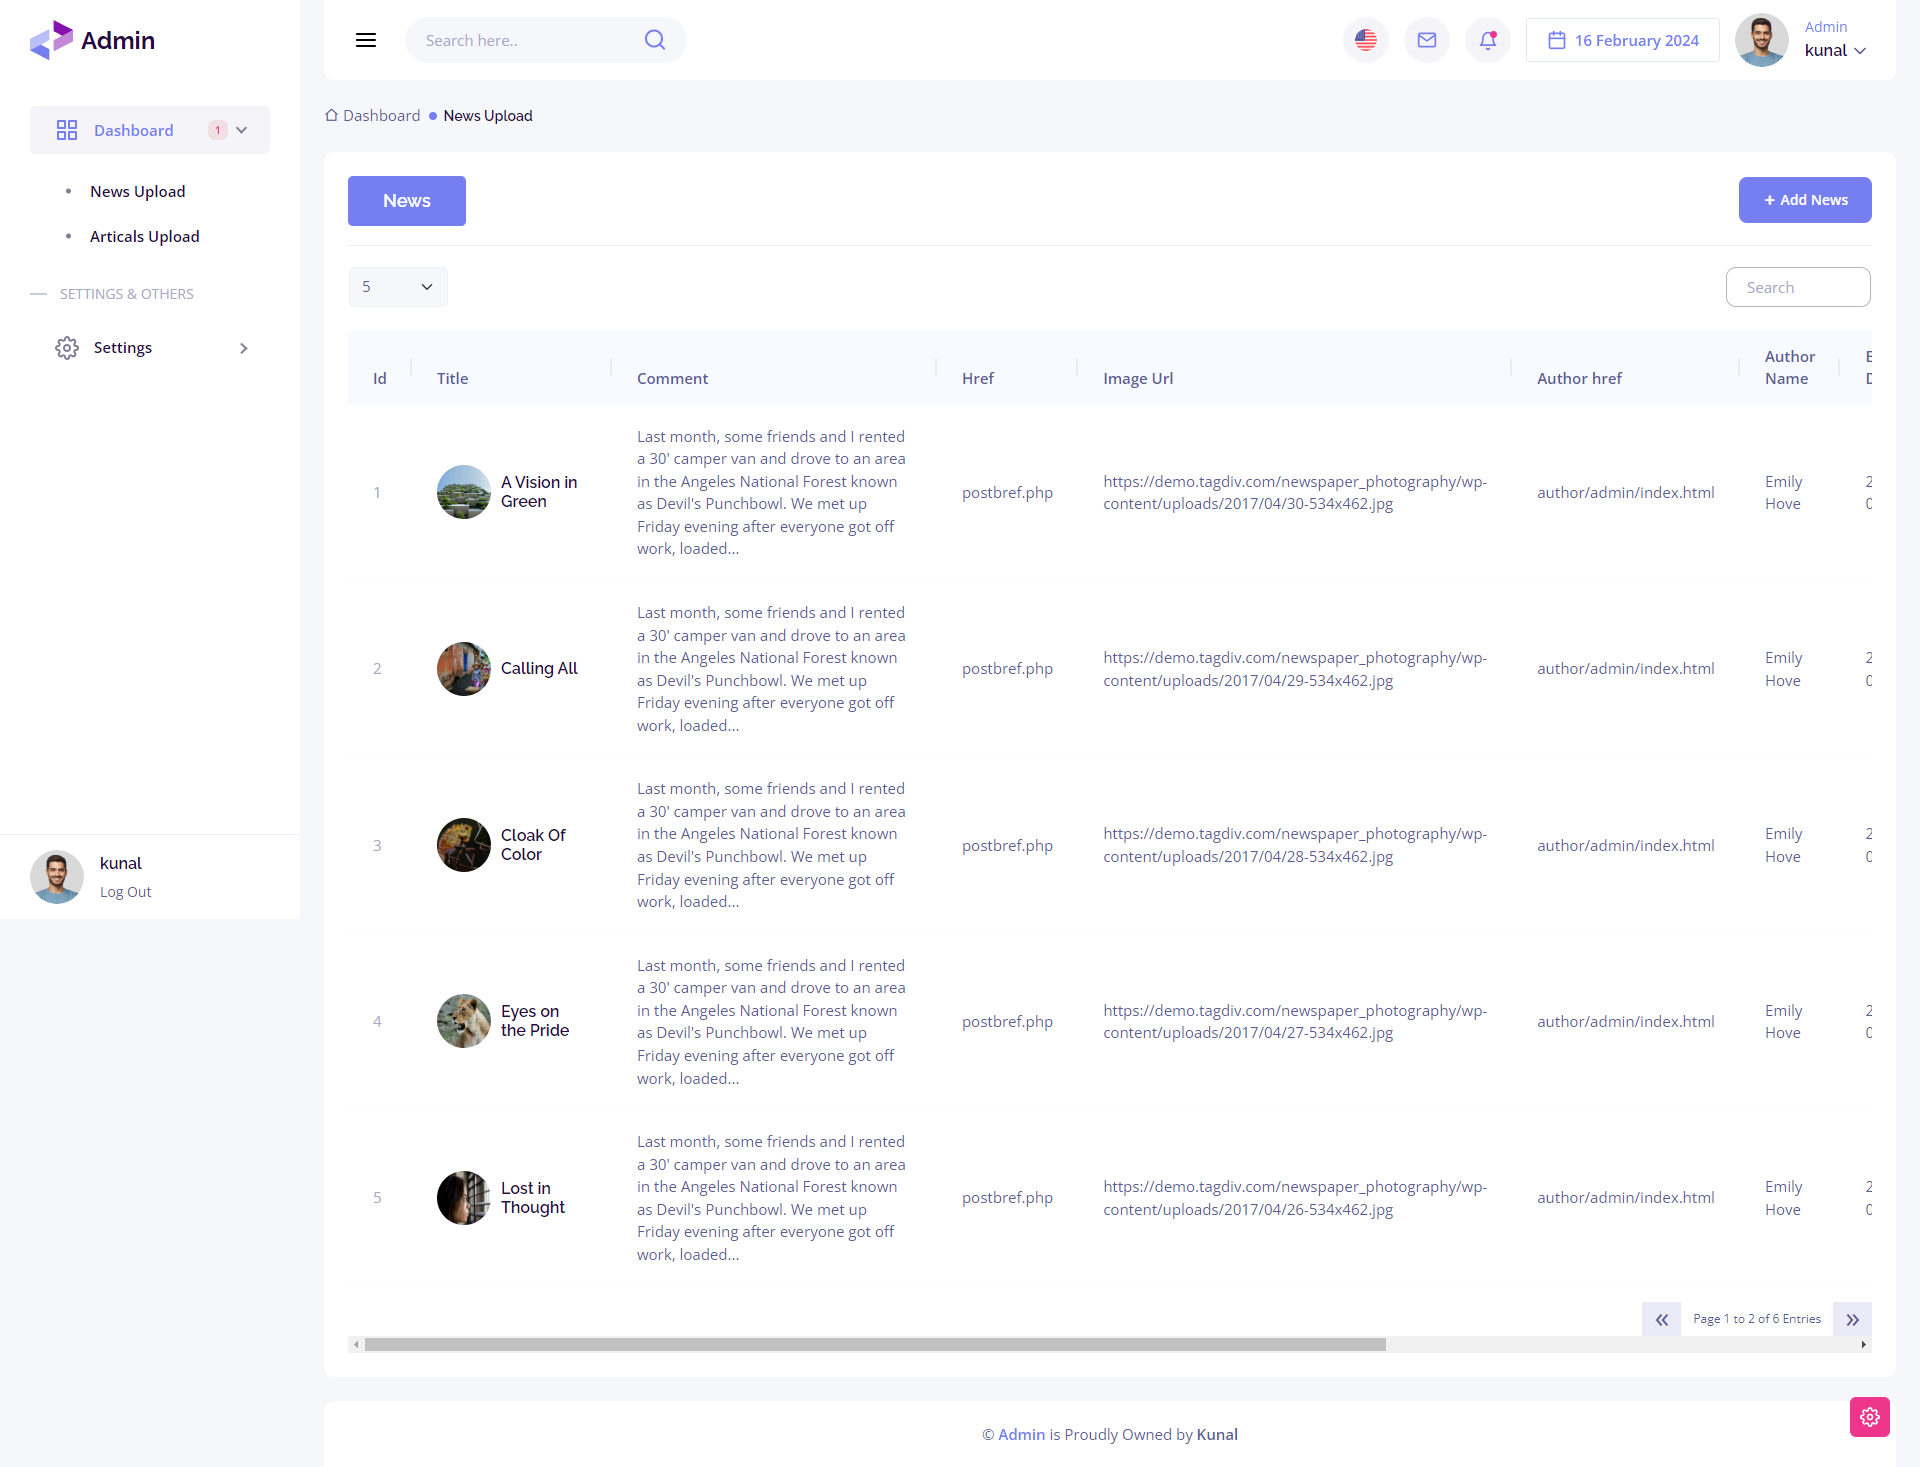 Admin
Search here..
16 February 2024
Admin
kunal
Dashboard
1
News Upload
Articals Upload
SETTINGS & OTHERS
Settings
kunal
Log Out
Dashboard
News Upload
News
+ Add News
5
Search
Id
Title
Comment
Href
Image Url
Author href
Author
Name
1
A Vision in
Green
Last month, some friends and I rented
a 30' camper van and drove to an area
in the Angeles National Forest known
as Devil's Punchbowl. We met up
Friday evening after everyone got off
work, loaded...
postbref.php
https://demo.tagdiv.com/newspaper_photography/wp-
content/uploads/2017/04/30-534x462.jpg
author/admin/index.html
Emily
Hove
2
Calling All
Last month, some friends and I rented
a 30' camper van and drove to an area
in the Angeles National Forest known
as Devil's Punchbowl. We met up
Friday evening after everyone got off
work, loaded...
postbref.php
https://demo.tagdiv.com/newspaper_photography/wp-
content/uploads/2017/04/29-534x462.jpg
author/admin/index.html
Emily
Hove
3
Cloak Of
Color
Last month, some friends and I rented
a 30' camper van and drove to an area
in the Angeles National Forest known
as Devil's Punchbowl. We met up
Friday evening after everyone got off
work, loaded...
postbref.php
https://demo.tagdiv.com/newspaper_photography/wp-
content/uploads/2017/04/28-534x462.jpg
author/admin/index.html
Emily
Hove
4
Eyes on
the Pride
Last month, some friends and I rented
a 30' camper van and drove to an area
in the Angeles National Forest known
as Devil's Punchbowl. We met up
Friday evening after everyone got off
work, loaded...
postbref.php
https://demo.tagdiv.com/newspaper_photography/wp-
content/uploads/2017/04/27-534x462.jpg
author/admin/index.html
Emily
Hove
5
Lost in
Thought
Last month, some friends and I rented
a 30' camper van and drove to an area
in the Angeles National Forest known
as Devil's Punchbowl. We met up
Friday evening after everyone got off
work, loaded...
postbref.php
https://demo.tagdiv.com/newspaper_photography/wp-
content/uploads/2017/04/26-534x462.jpg
author/admin/index.html
Emily
Hove
Page 1 to 2 of 6 Entries
© Admin is Proudly Owned by Kunal